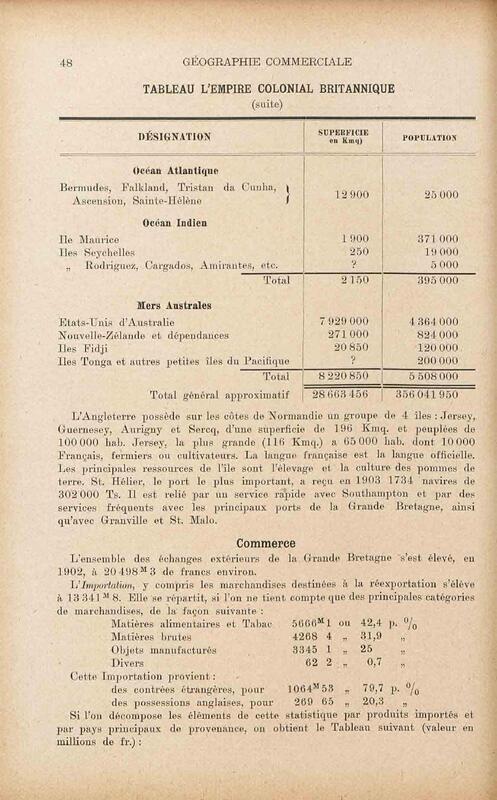 48 GÉOGRAPHIE COMMERCIALE
TABLEAU L'EMPIRE COLONIAL BRITANNIQUE
(suite)
DÉSIGNATION SUPERFICIE en Kmq) POPULATION
Océan Atlantique
Bermudes, Falkland, Tristan da Cunha, }
Ascension, Sainte-Hélène } 12 900 25 000
Océan Indien
Ile Maurice 1 900 371 000
Iles Seychelles 250 19 000
„ Rodriguez, Cargados, Amirantes, etc. ? 5 000
Total 2 150 395 000
Mers Australes
Etats-Unis d'Australie 7 929 000 4 364 000
Nouvelle-Zélande et dépendances 271 000 824 000
Iles Fidji 20 850 120 000
Iles Tonga et autres petites îles du Pacifique ? 200 000
Total 8 220 850 5 508 000
Total général approximatif 28 663 456 356 041 950
L'Angleterre possède sur les côtes de Normandie un groupe de 4 iles : Jersey,
Guernesey, Aurigny et Sercq, d'une superficie de 196 Kmq. et peuplées de
100 000 hab. Jersey, la plus grande (116 Kmq.) a 65 000 hab. dont 10 000
Français, fermiers ou cultivateurs. La langue française est la langue officielle.
Les principales ressources de l'île sont l'élevage et la culture des pommes de
terre. St. Hélier, le port le plus important, a reçu en 1903 1734 navires de
302 000 Ts. Il est relié par un service rapide avec Southampton et par des
services fréquents avec les principaux ports de la Grande Bretagne, ainsi
qu'avec Granville et St. Malo.
Commerce
L'ensemble des échanges extérieurs de la Grande Bretagne s'est élevé, en
1902, à 20 498 M 3 de francs environ.
L'Importation, y compris les marchandises destinées à la réexportation s'élève
à 13 341 M 8. Elle se répartit, si l'on ne tient compte que des principales catégories
de marchandises, de la façon suivante :
Matières alimentaires et Tabac 5666M1 ou 42,4 p. %
Matières brutes 4268 4 „ 31,9 „
Objets manufacturés 3345 1 „ 25 „
Divers 62 2 „ 0,7 „
Cette Importation provient :
des contrées étrangères, pour 1064M53 „ 79,7 p. %
des possessions anglaises, pour 269 65 „ 20,3 „
Si l'on décompose les éléments de cette statistique par produits importés et
par pays principaux de provenance, on obtient le Tableau suivant (valeur en
millions de fr.) :